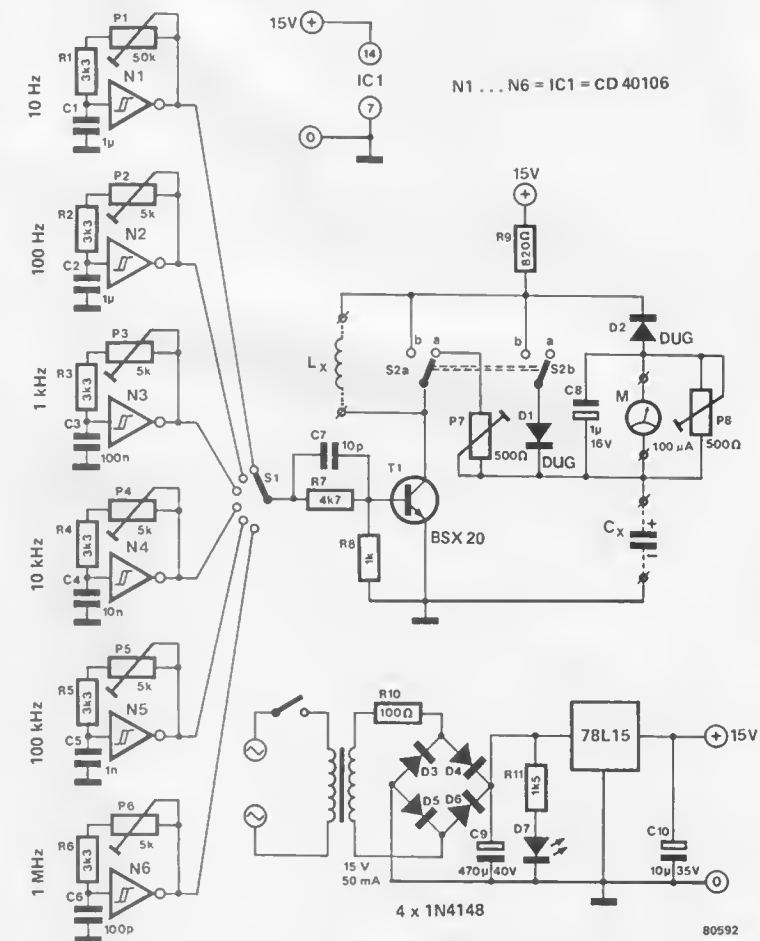 P1
50k
R1
3k3
N1
C1
1µ
10 Hz
P2
5k
R2
3k3
N2
C2
1µ
100 Hz
P3
5k
R3
3k3
N3
C3
100n
1 kHz
P4
5k
R4
3k3
N4
C4
10n
10 kHz
P5
5k
R5
3k3
N5
C5
1n
100 kHz
P6
5k
R6
3k3
N6
C6
100p
1 MHz
15V +
14
IC1
7
0
N1 ... N6 = IC1 = CD 40106
15V
+
R9
820Ω
Lx
b a
S2a
b a
S2b
D2
DUG
C8
1µ
16V
M
100 µA
P8
500Ω
P7
500Ω
D1
DUG
S1
C7
10p
R7
4k7
T1
BSX 20
R8
1k
Cx
+
–
R10
100Ω
D3 D4
D5 D6
15 V
50 mA
C9
470µ 40V
R11
1k5
D7
78L15
+ 15V
C10
10µ 35V
0
4 x 1N4148
80592